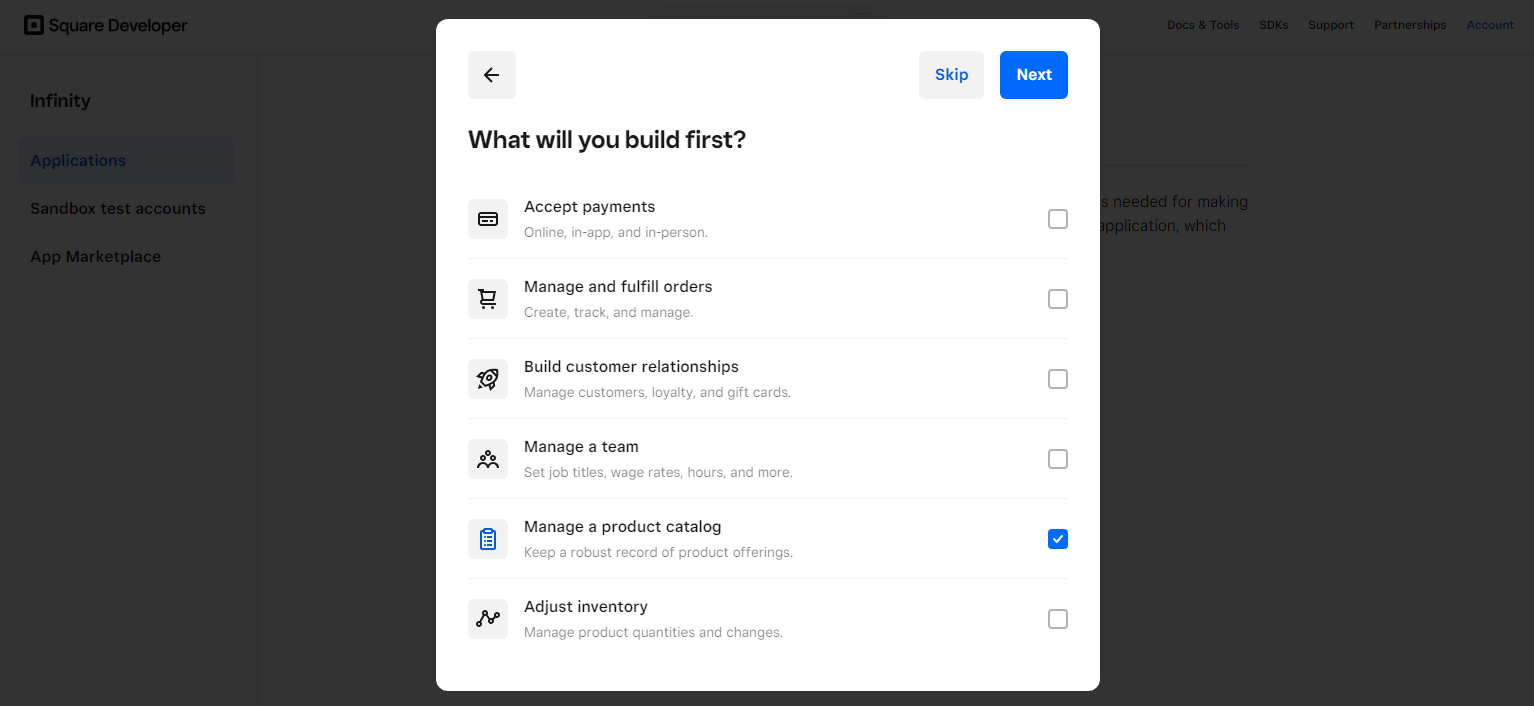 Square Developer
Docs & Tools SDKs Support Partnerships Account
Infinity
Applications
Sandbox test accounts
App Marketplace
Skip
Next
What will you build first?
Accept payments
Online, in-app, and in-person.
Manage and fulfill orders
Create, track, and manage.
Build customer relationships
Manage customers, loyalty, and gift cards.
Manage a team
Set job titles, wage rates, hours, and more.
Manage a product catalog
Keep a robust record of product offerings.
Adjust inventory
Manage product quantities and changes.
needed for making
application, which